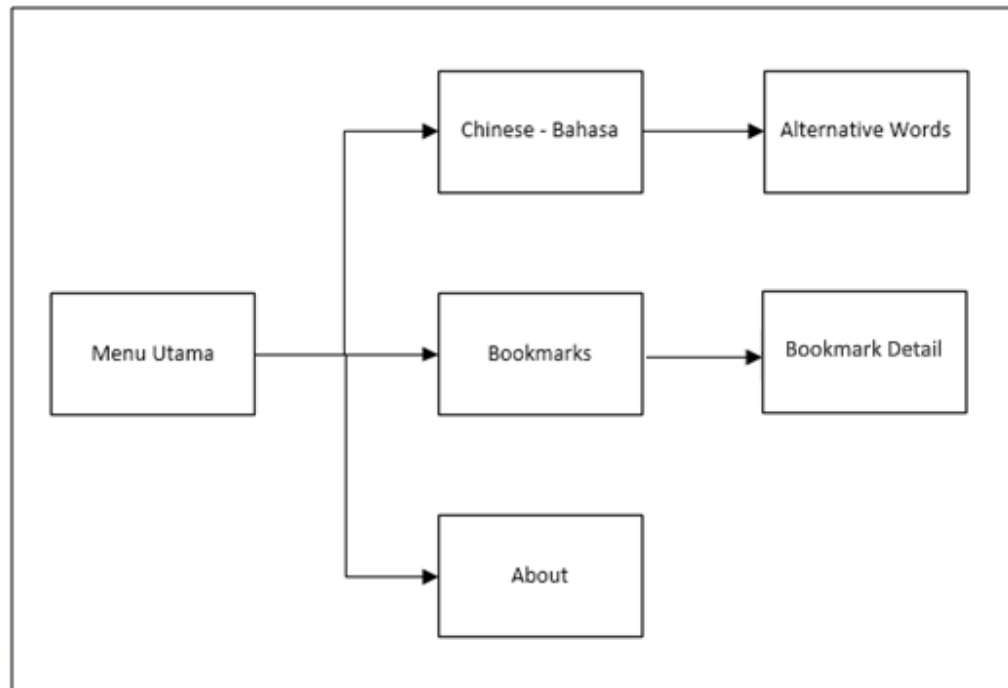 Chinese - Bahasa
Alternative Words
Menu Utama
Bookmarks
Bookmark Detail
About